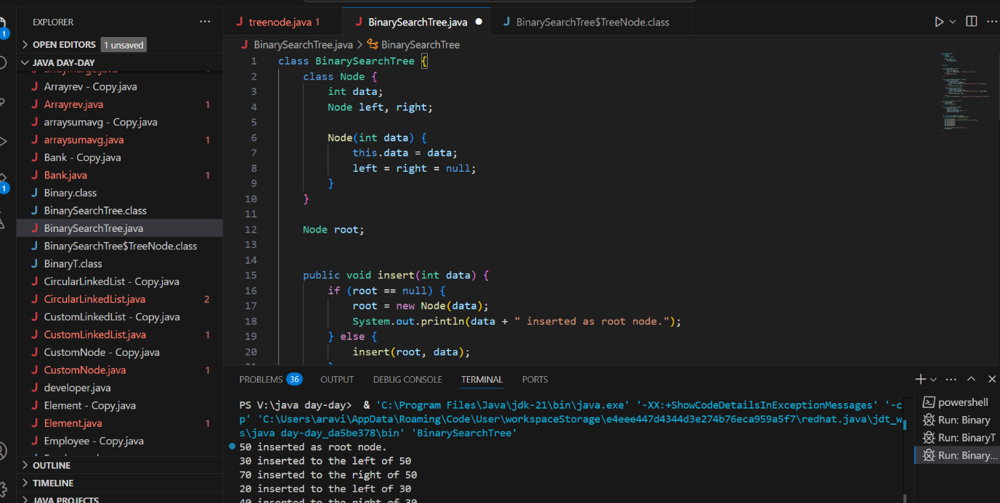 EXPLORER
OPEN EDITORS 1 unsaved
JAVA DAY-DAY
arraymerge.java
Arrayrev - Copy.java
Arrayrev.java 1
arraysumavg - Copy.java
arraysumavg.java 1
Bank - Copy.java
Bank.java 1
Binary.class
BinarySearchTree.class
BinarySearchTree.java
BinarySearchTree$TreeNode.class
BinaryT.class
CircularLinkedList - Copy.java
CircularLinkedList.java 2
CustomLinkedList - Copy.java
CustomLinkedList.java 1
CustomNode - Copy.java
CustomNode.java 1
developer.java
Element - Copy.java
Element.java 1
Employee - Copy.java
OUTLINE
TIMELINE
JAVA PROJECTS
1
1
treenode.java 1
BinarySearchTree.java
BinarySearchTree$TreeNode.class
BinarySearchTree.java > BinarySearchTree
1 class BinarySearchTree {
2 class Node {
3 int data;
4 Node left, right;
5
6 Node(int data) {
7 this.data = data;
8 left = right = null;
9 }
10 }
11
12 Node root;
13
14
15 public void insert(int data) {
16 if (root == null) {
17 root = new Node(data);
18 System.out.println(data + " inserted as root node.");
19 } else {
20 insert(root, data);
21 }
PROBLEMS 36 OUTPUT DEBUG CONSOLE TERMINAL PORTS
PS V:\java day-day> & 'C:\Program Files\Java\jdk-21\bin\java.exe' '-XX:+ShowCodeDetailsInExceptionMessages' '-c
p' 'C:\Users\aravi\AppData\Roaming\Code\User\workspaceStorage\e4eee447d4344d3e274b76eca959a5f7\redhat.java\jdt_w
s\java day-day_da5be378\bin' 'BinarySearchTree'
50 inserted as root node.
30 inserted to the left of 50
70 inserted to the right of 50
20 inserted to the left of 30
40 inserted to the right of 30
powershell
Run: Binary
Run: BinaryT
Run: Binary...